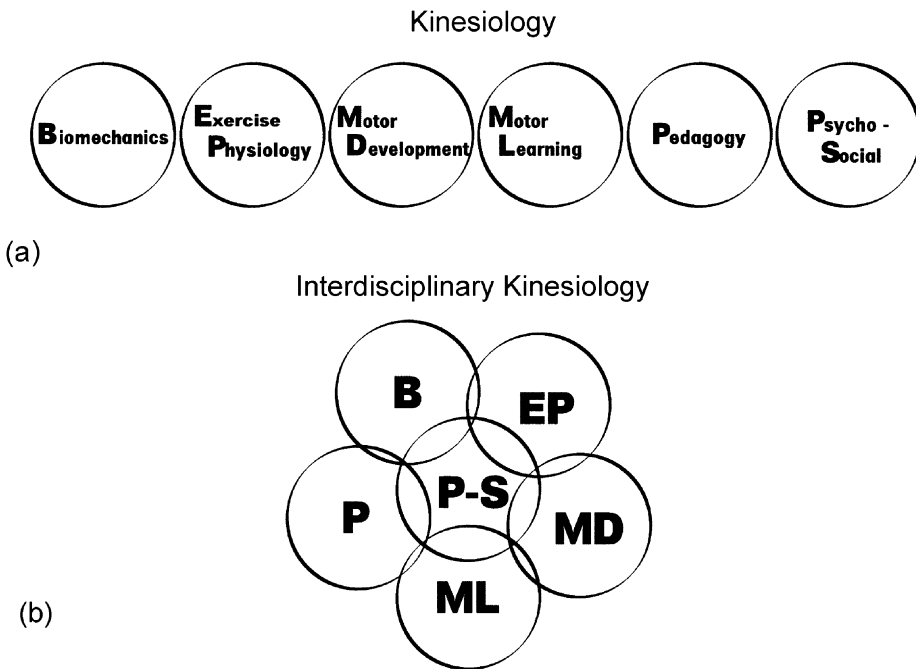 Kinesiology
Biomechanics
Exercise
Physiology
Motor
Development
Motor
Learning
Pedagogy
Psycho -
Social
(a)
Interdisciplinary Kinesiology
B
EP
P-S
P
MD
ML
(b)